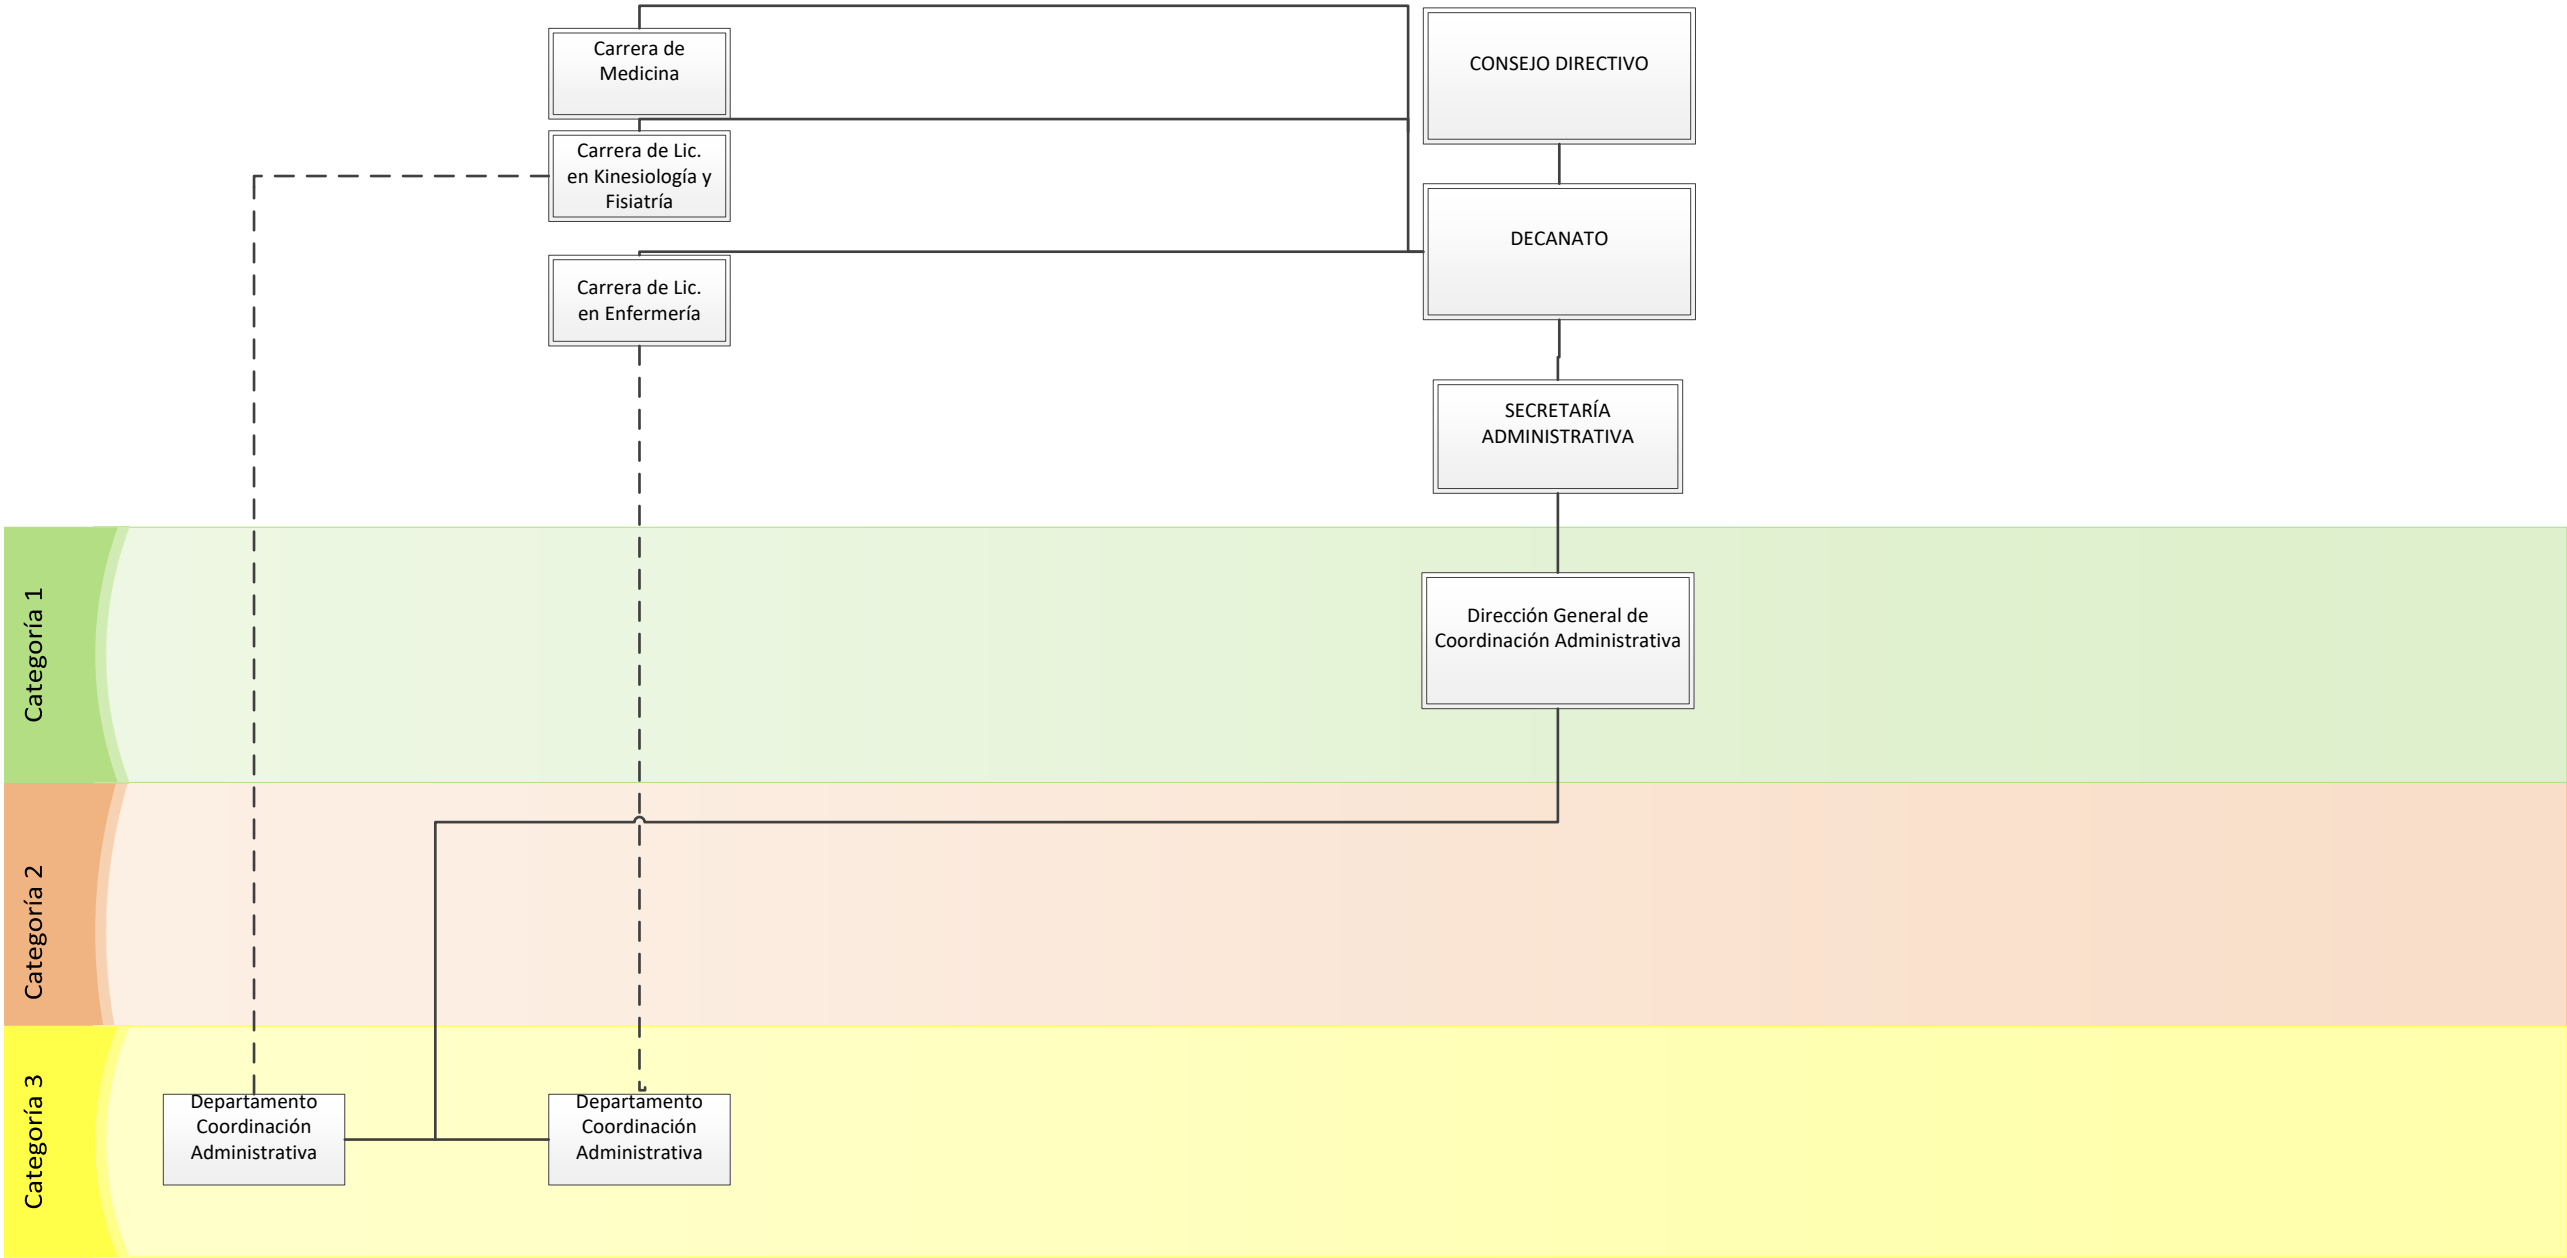 Carrera de
Medicina
CONSEJO DIRECTIVO
Carrera de Lic.
en Kinesiología y
Fisiatría
DECANATO
Carrera de Lic.
en Enfermería
SECRETARÍA
ADMINISTRATIVA
Categoría 1
Dirección General de
Coordinación Administrativa
Categoría 2
Categoría 3
Departamento
Coordinación
Administrativa
Departamento
Coordinación
Administrativa